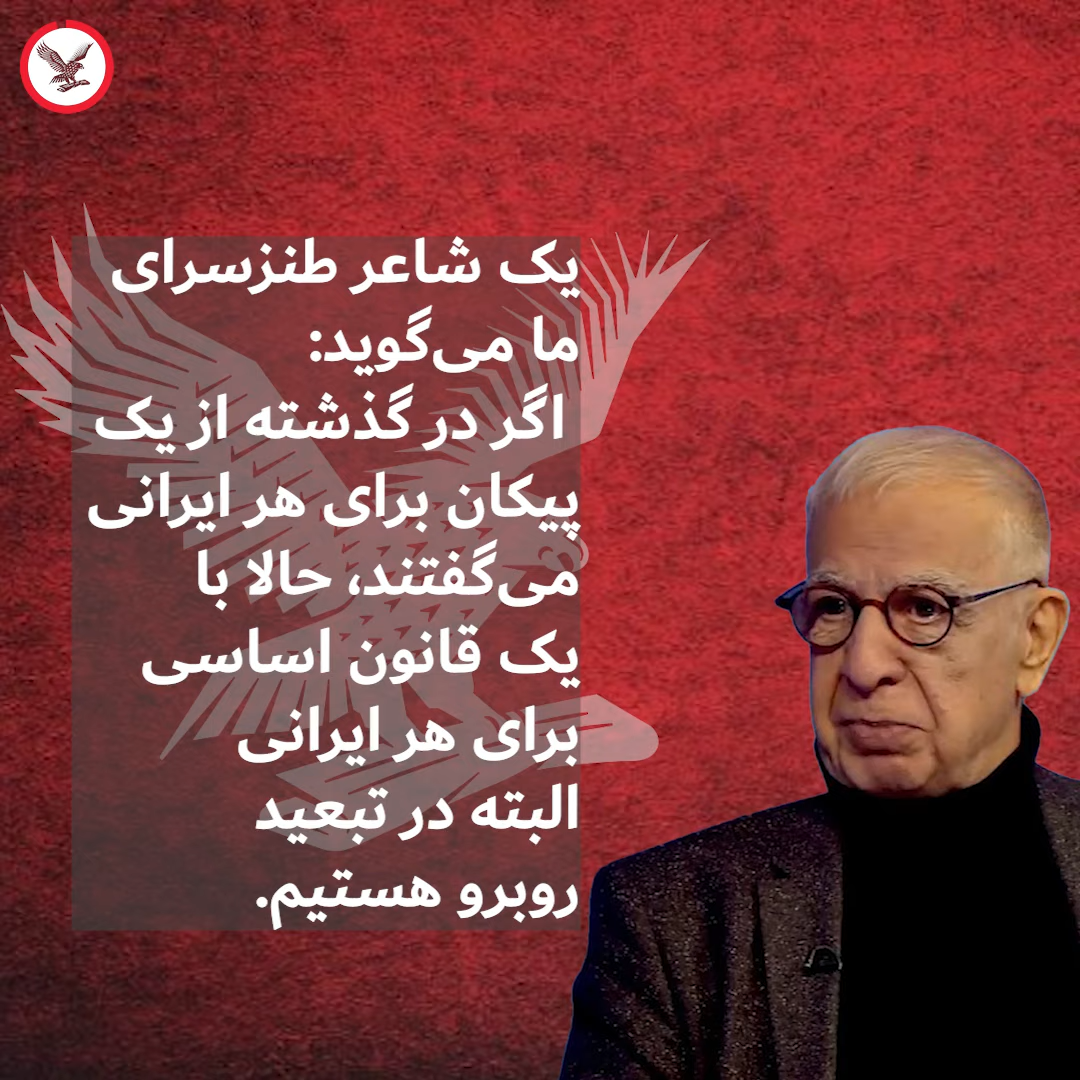 یک شاعر طنزسرای
ما می‌گوید:
اگر در گذشته از یک
پیکان برای هر ایرانی
می‌گفتند، حالا با
یک قانون اساسی
برای هر ایرانی
البته در تبعید
روبرو هستیم.